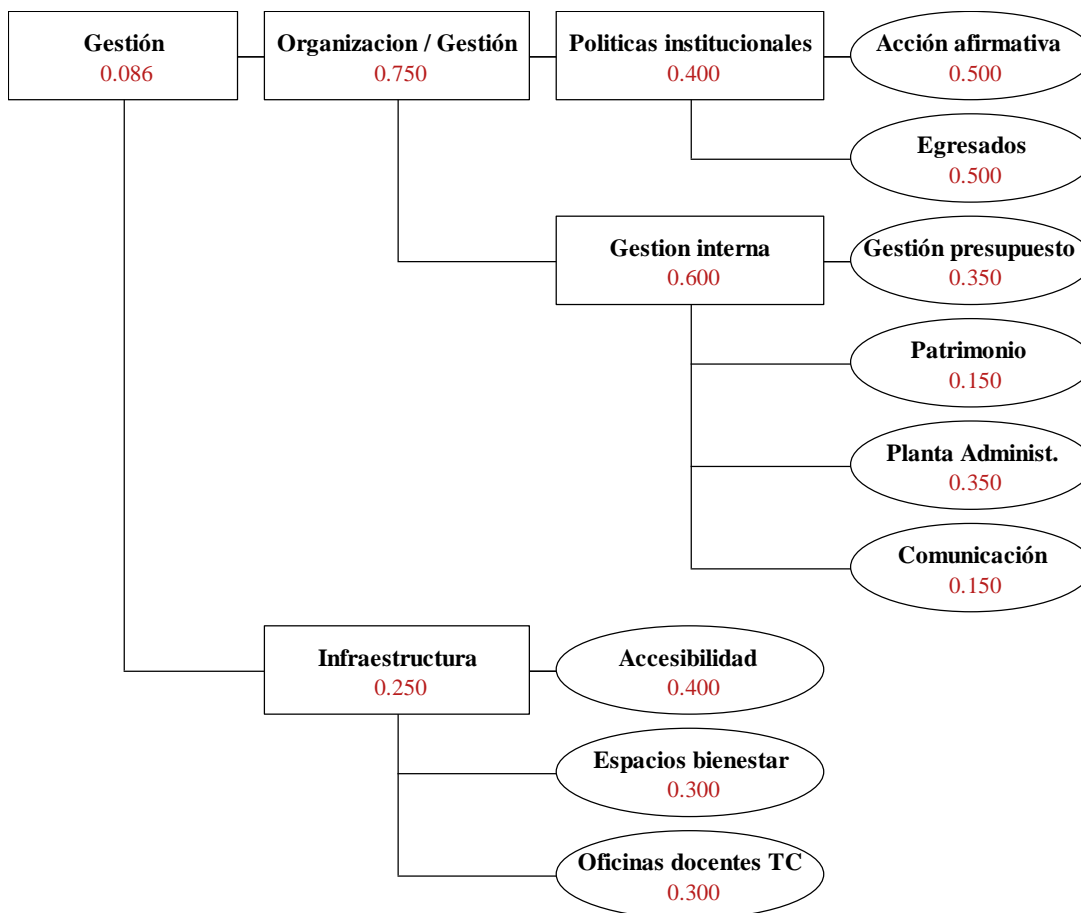 Gestión
0.086
Organizacion / Gestión
0.750
Politicas institucionales
0.400
Acción afirmativa
0.500
Egresados
0.500
Gestion interna
0.600
Gestión presupuesto
0.350
Patrimonio
0.150
Planta Administ.
0.350
Comunicación
0.150
Infraestructura
0.250
Accesibilidad
0.400
Espacios bienestar
0.300
Oficinas docentes TC
0.300